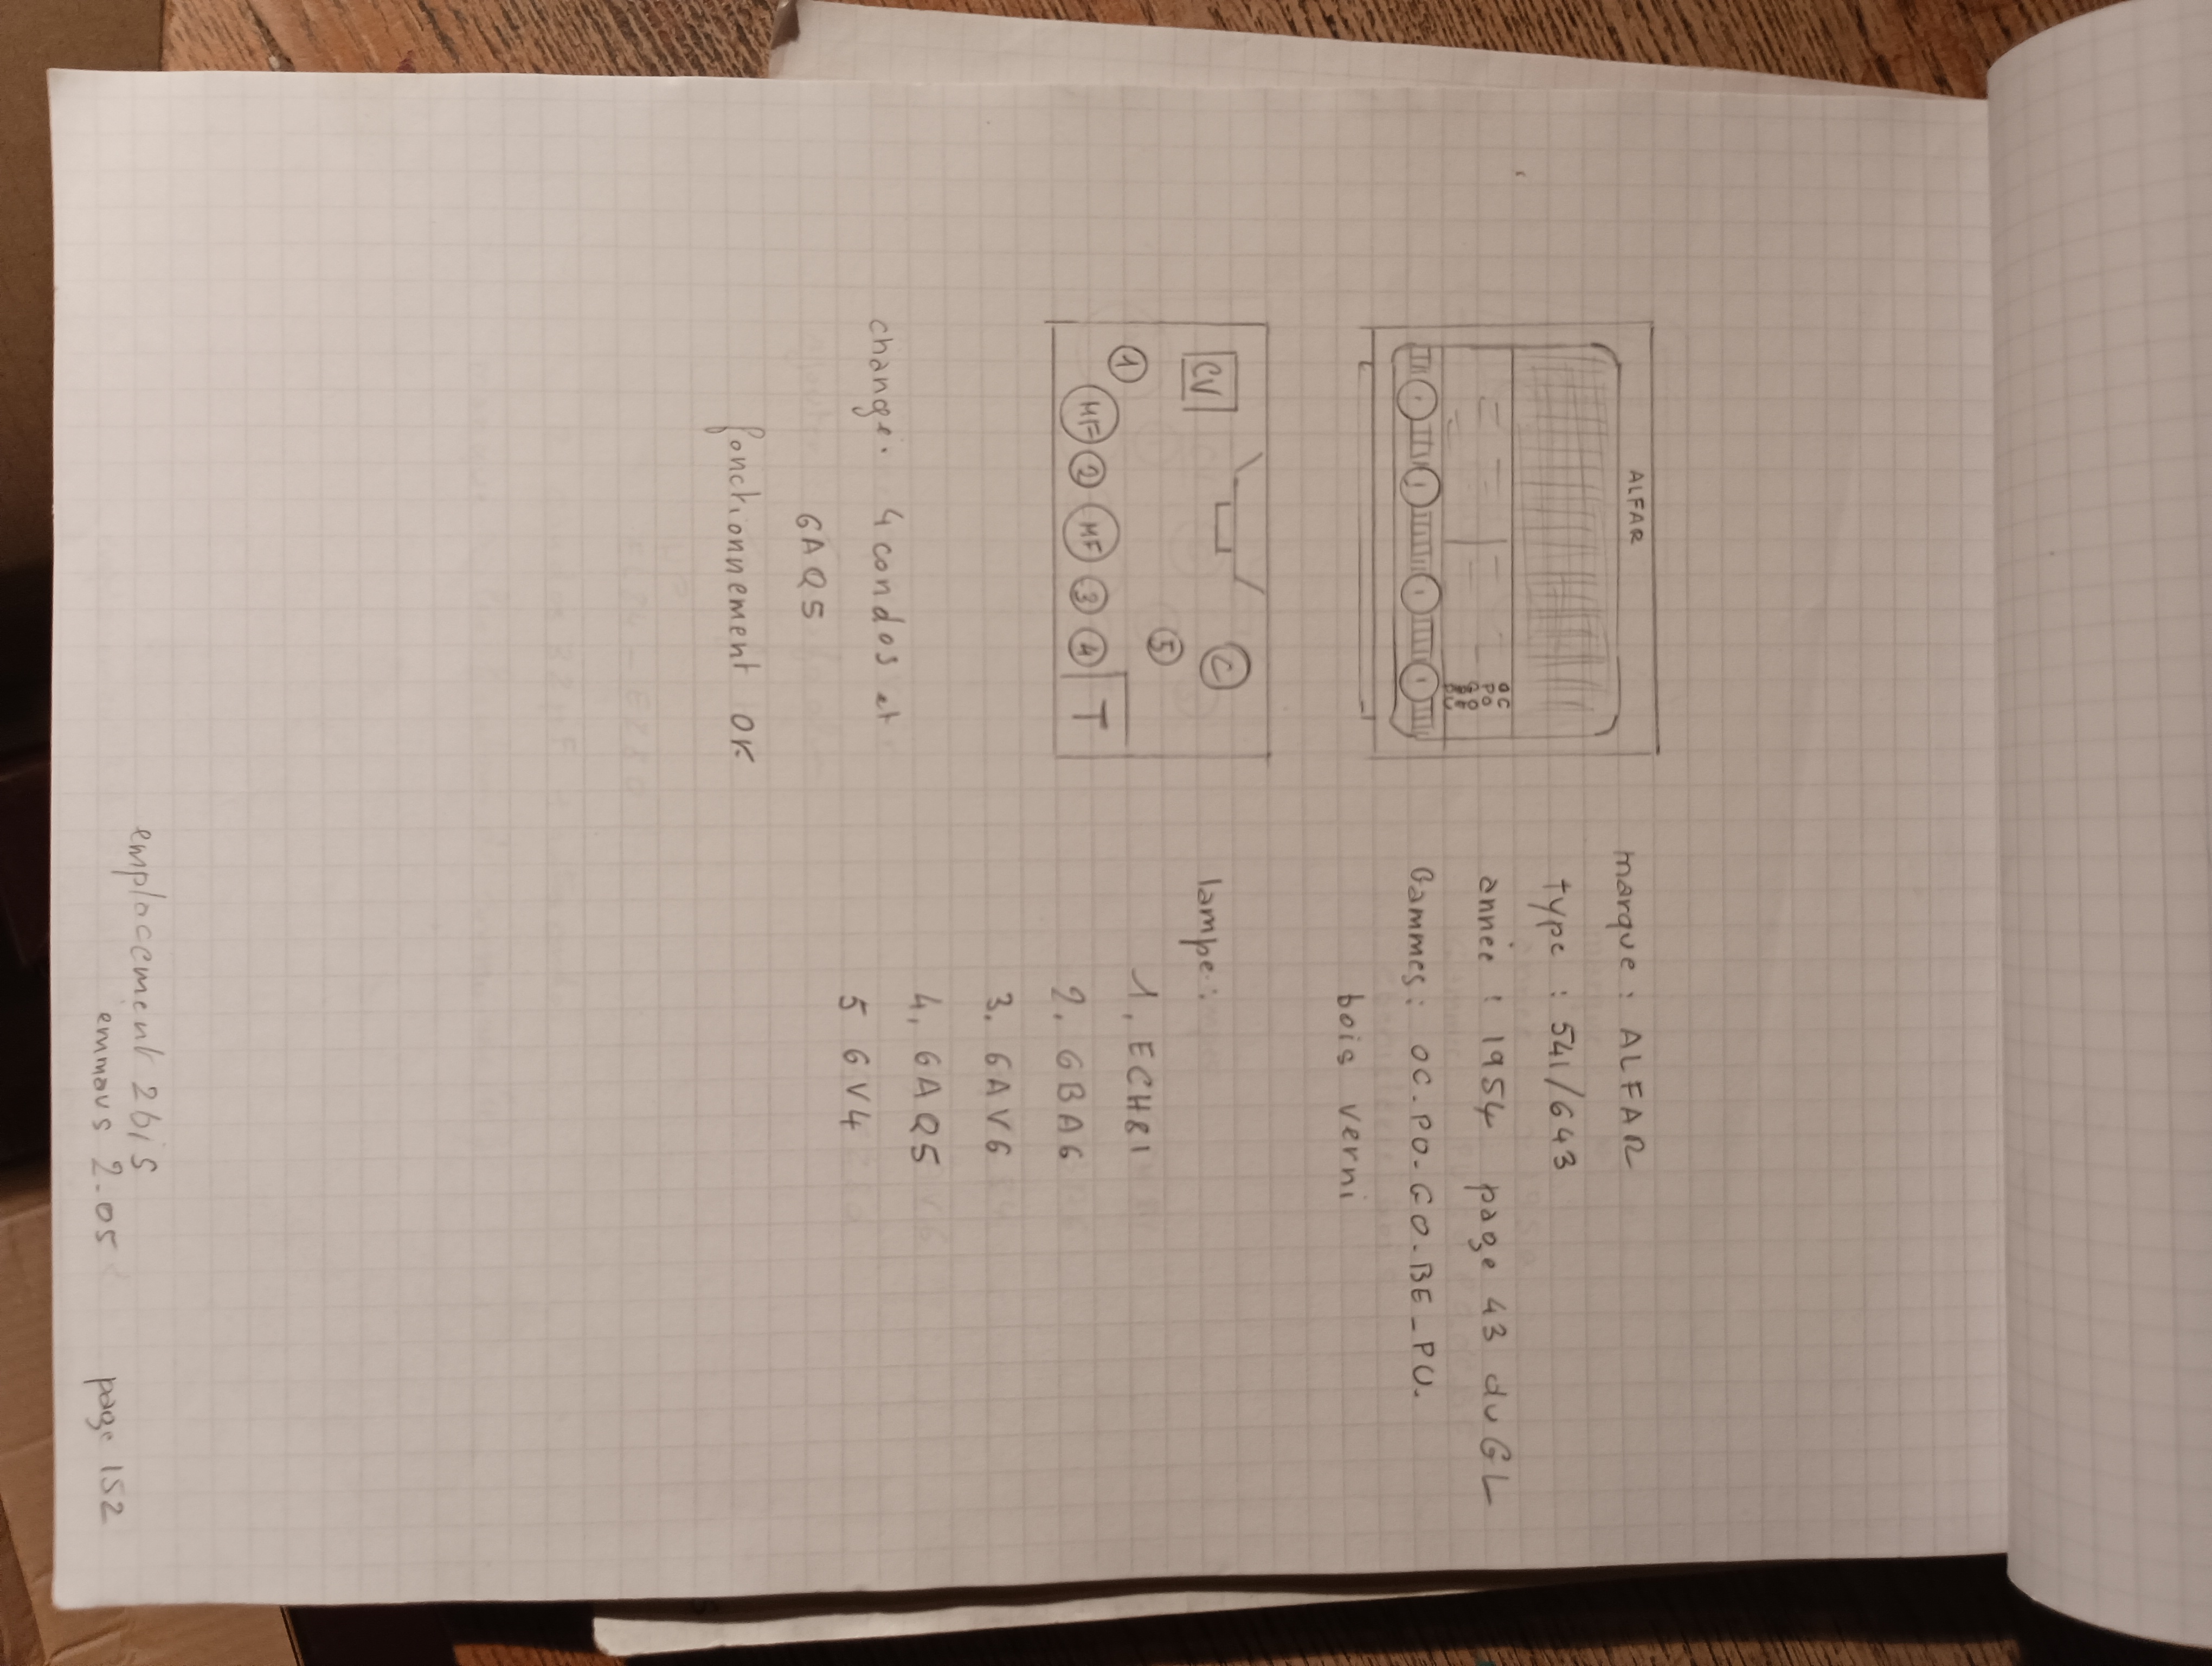 ALFAR
OC
PO
GO
BE
PU
marque : ALFAR
type : 541/643
année : 1954 page 43 du GL
Gammes : OC.PO-GO.BE-PU.
bois verni
CV
C
5
1
MF 2 MF 3 4 T
lampe :
1. ECH81
2. 6BA6
3. 6AV6
4. 6AQ5
5 6V4
change. 4 condos et
6AQ5
fonctionnement OK
emplacement 2bis
emmaus 2.05
page 152